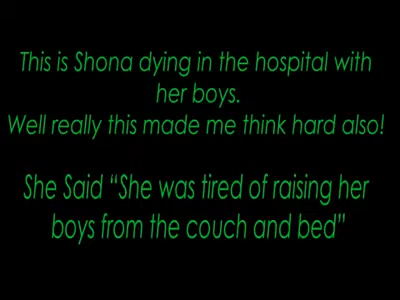 This is Shona dying in the hospital with
her boys.
Well really this made me think hard also!
She Said “She was tired of raising her
boys from the couch and bed”